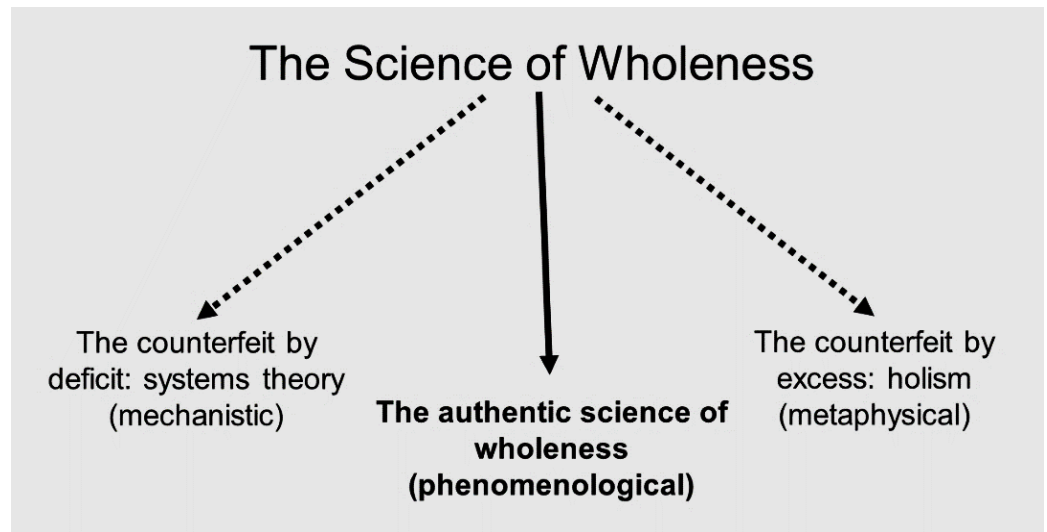 The Science of Wholeness
The counterfeit by
deficit: systems theory
(mechanistic)
The authentic science of
wholeness
(phenomenological)
The counterfeit by
excess: holism
(metaphysical)